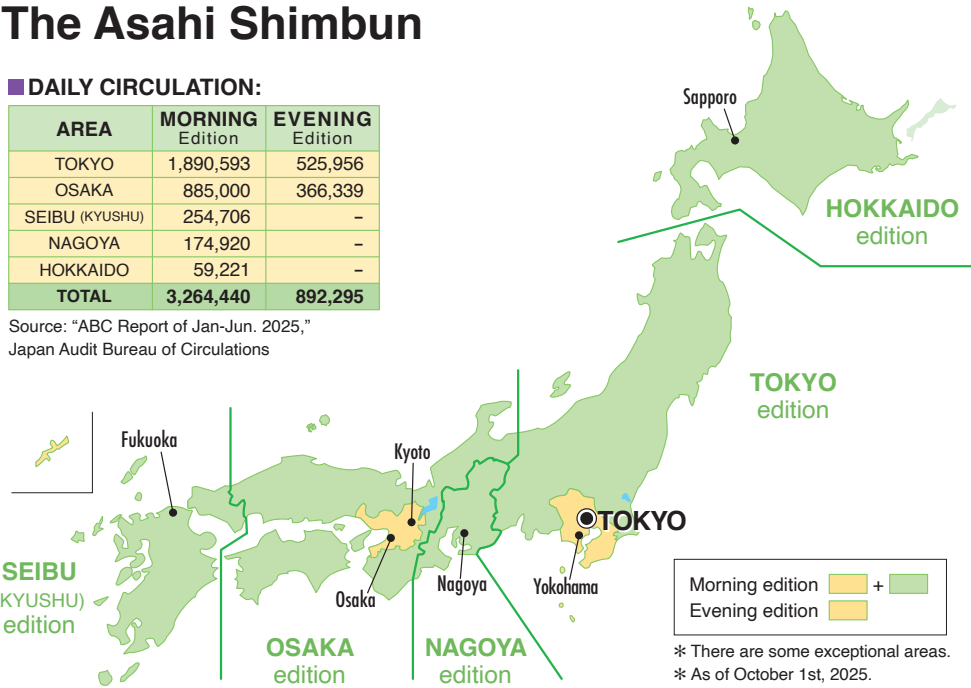 The Asahi Shimbun
DAILY CIRCULATION:
AREA MORNING Edition EVENING Edition
TOKYO 1,890,593 525,956
OSAKA 885,000 366,339
SEIBU (KYUSHU) 254,706 –
NAGOYA 174,920 –
HOKKAIDO 59,221 –
TOTAL 3,264,440 892,295
Source: “ABC Report of Jan-Jun. 2025,”
Japan Audit Bureau of Circulations
Sapporo
HOKKAIDO
edition
TOKYO
edition
Fukuoka
Kyoto
TOKYO
Osaka
Nagoya
Yokohama
SEIBU
KYUSHU)
edition
OSAKA
edition
NAGOYA
edition
Morning edition +
Evening edition
＊ There are some exceptional areas.
＊ As of October 1st, 2025.